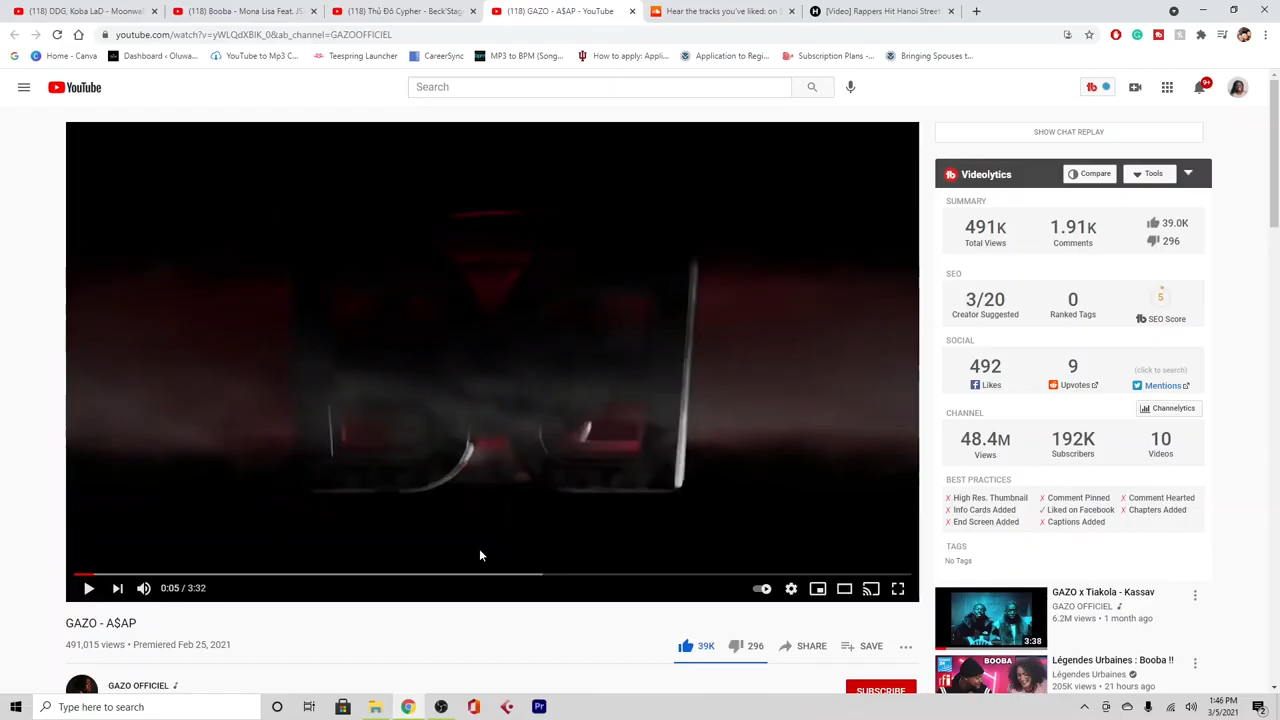 (118) DDG, Koba LaD - Moonwal
(118) Booba - Mona Lisa Feat. JS
(118) Thủ Đô Cypher - BeckStage
(118) GAZO - A$AP - YouTube
Hear the tracks you've liked: on S
[Video] Rappers Hit Hanoi Street
youtube.com/watch?v=yWLQdXBIK_0&ab_channel=GAZOOFFICIEL
Home - Canva
Dashboard ‹ Oluwa...
YouTube to Mp3 C...
Teespring Launcher
CareerSync
MP3 to BPM (Song...
How to apply: Appli...
Application to Regi...
Subscription Plans -...
Bringing Spouses t...
YouTube
Search
9+
SHOW CHAT REPLAY
Videolytics
Compare
Tools
SUMMARY
491K
1.91K
39.0K
Total Views
Comments
296
SEO
3/20
0
5
Creator Suggested
Ranked Tags
SEO Score
SOCIAL
492
9
(click to search)
Likes
Upvotes
Mentions
CHANNEL
Channelytics
48.4M
192K
10
Views
Subscribers
Videos
BEST PRACTICES
High Res. Thumbnail
Comment Pinned
Comment Hearted
Info Cards Added
Liked on Facebook
Chapters Added
End Screen Added
Captions Added
TAGS
No Tags
0:05 / 3:32
GAZO - A$AP
491,015 views • Premiered Feb 25, 2021
39K
296
SHARE
SAVE
GAZO OFFICIEL
SUBSCRIBE
GAZO x Tiakola - Kassav
GAZO OFFICIEL
6.2M views • 1 month ago
3:38
BOOBA
Légendes Urbaines : Booba !!
Légendes Urbaines
205K views • 21 hours ago
Type here to search
1:46 PM
3/5/2021
2